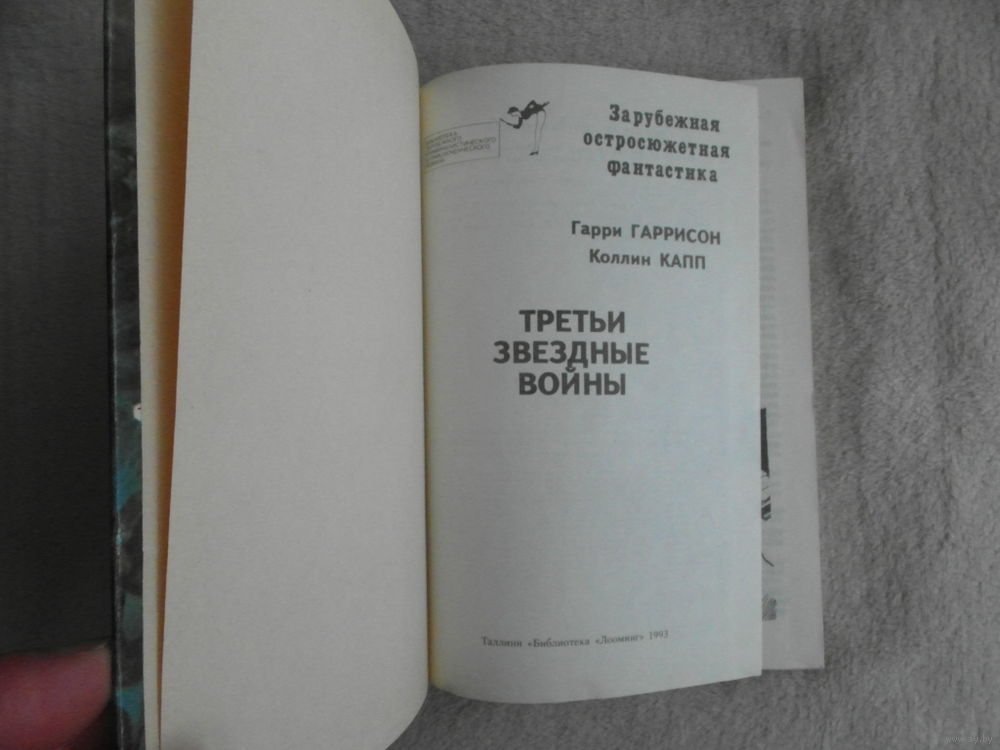 Зарубежная
остросюжетная
фантастика
Гарри ГАРРИСОН
Коллин КАПП
ТРЕТЬИ
ЗВЕЗДНЫЕ
ВОЙНЫ
Таллинн «Библиотека «Лооминг» 1993